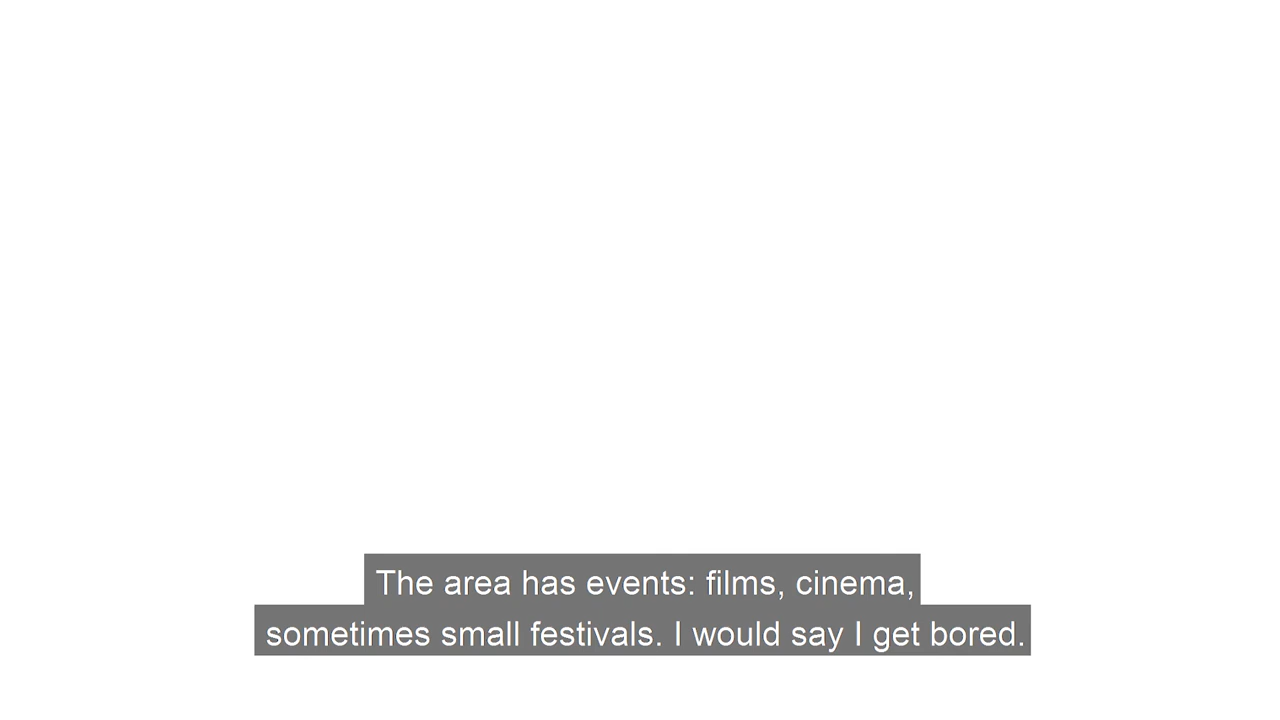 The area has events: films, cinema,
sometimes small festivals. I would say I get bored.